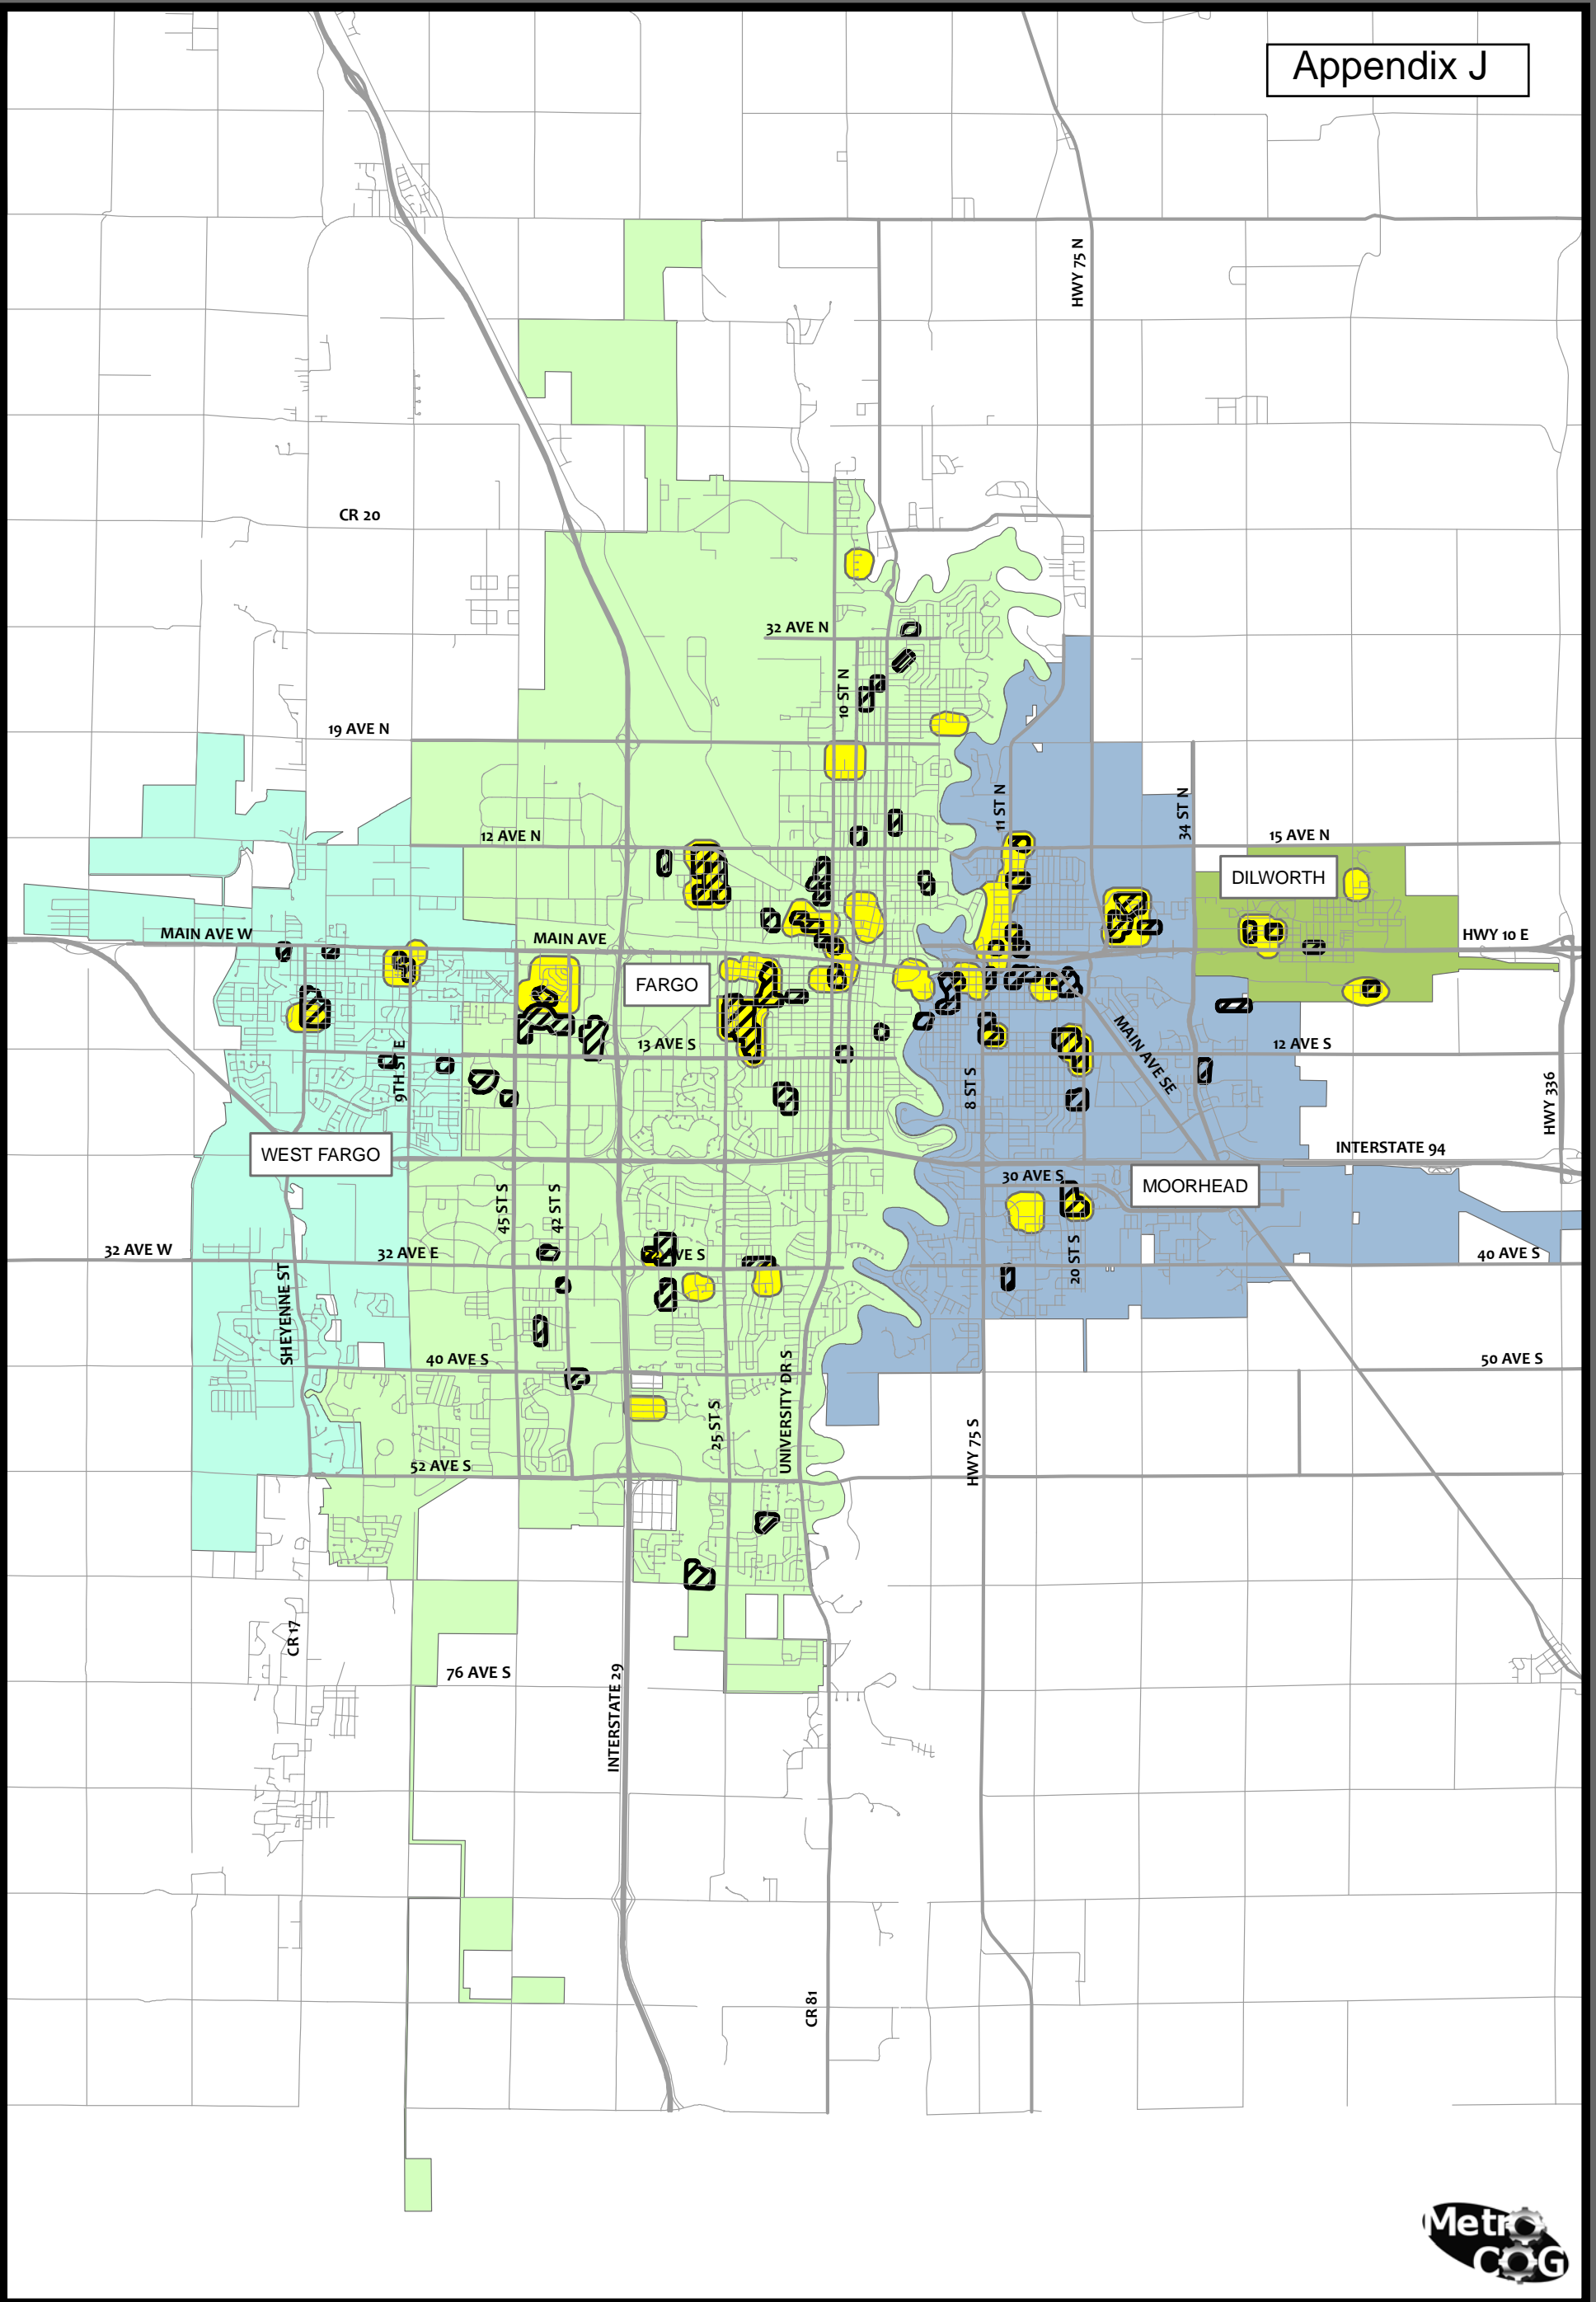 Appendix J
HWY 75 N
CR 20
32 AVE N
10 ST N
19 AVE N
11 ST N
34 ST N
12 AVE N
15 AVE N
DILWORTH
MAIN AVE W
MAIN AVE
HWY 10 E
FARGO
MAIN AVE SE
13 AVE S
12 AVE S
9TH ST E
8 ST S
HWY 336
WEST FARGO
INTERSTATE 94
30 AVE S
MOORHEAD
45 ST S
42 ST S
32 AVE W
32 AVE E
AVE S
20 ST S
40 AVE S
SHEYENNE ST
40 AVE S
50 AVE S
UNIVERSITY DR S
25 ST S
HWY 75 S
52 AVE S
CR 17
76 AVE S
INTERSTATE 29
CR 81
Metro
COG